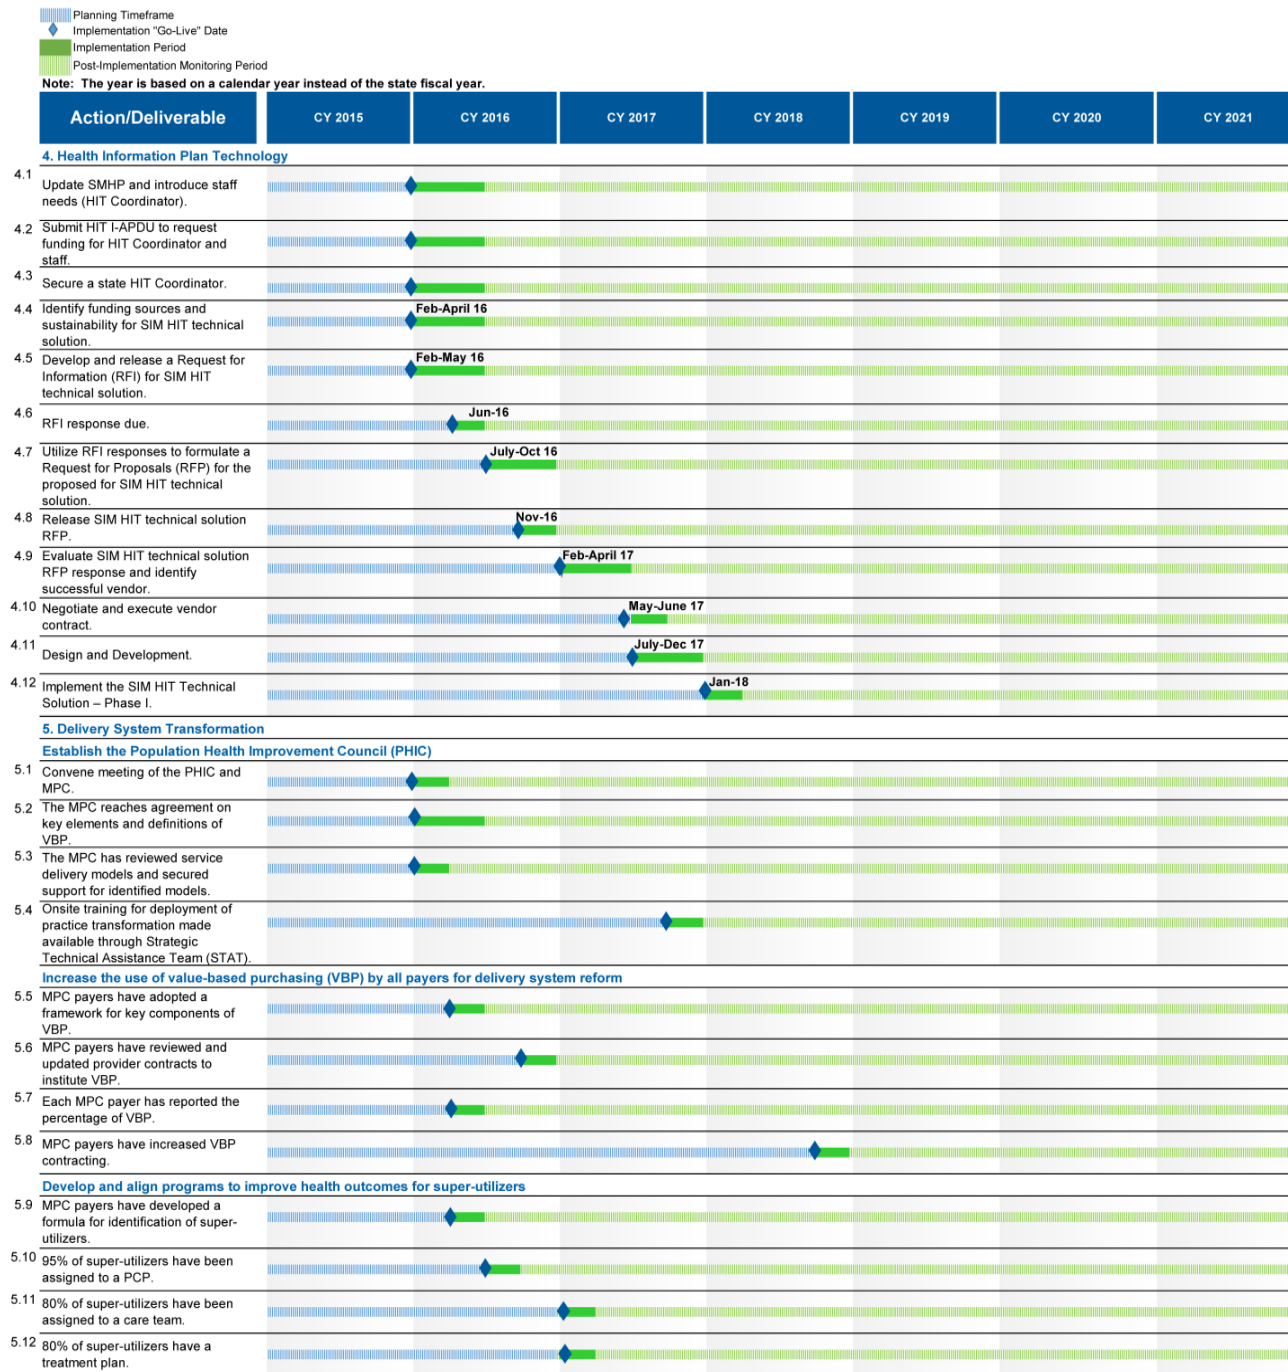 Planning Timeframe
Implementation "Go-Live" Date
Implementation Period
Post-Implementation Monitoring Period
Note:  The year is based on a calendar year instead of the state fiscal year.
Action/Deliverable CY 2015 CY 2016 CY 2017 CY 2018 CY 2019 CY 2020 CY 2021
4. Health Information Plan Technology
4.1
Update SMHP and introduce staff
needs (HIT Coordinator).
4.2
Submit HIT I-APDU to request
funding for HIT Coordinator and
staff.
4.3
Secure a state HIT Coordinator.
4.4
Identify funding sources and
sustainability for SIM HIT technical
solution.
Feb-April 16
4.5
Develop and release a Request for
Information (RFI) for SIM HIT
technical solution.
Feb-May 16
4.6
RFI response due.
Jun-16
4.7
Utilize RFI responses to formulate a
Request for Proposals (RFP) for the
proposed for SIM HIT technical
solution.
July-Oct 16
4.8
Release SIM HIT technical solution
RFP.
Nov-16
4.9
Evaluate SIM HIT technical solution
RFP response and identify
successful vendor.
Feb-April 17
4.10
Negotiate and execute vendor
contract.
May-June 17
4.11
Design and Development.
July-Dec 17
4.12
Implement the SIM HIT Technical
Solution – Phase I.
Jan-18
5. Delivery System Transformation
Establish the Population Health Improvement Council (PHIC)
5.1
Convene meeting of the PHIC and
MPC.
5.2
The MPC reaches agreement on
key elements and definitions of
VBP.
5.3
The MPC has reviewed service
delivery models and secured
support for identified models.
5.4
Onsite training for deployment of
practice transformation made
available through Strategic
Technical Assistance Team (STAT).
Increase the use of value-based purchasing (VBP) by all payers for delivery system reform
5.5
MPC payers have adopted a
framework for key components of
VBP.
5.6
MPC payers have reviewed and
updated provider contracts to
institute VBP.
5.7
Each MPC payer has reported the
percentage of VBP.
5.8
MPC payers have increased VBP
contracting.
Develop and align programs to improve health outcomes for super-utilizers
5.9
MPC payers have developed a
formula for identification of super-
utilizers.
5.10
95% of super-utilizers have been
assigned to a PCP.
5.11
80% of super-utilizers have been
assigned to a care team.
5.12
80% of super-utilizers have a
treatment plan.